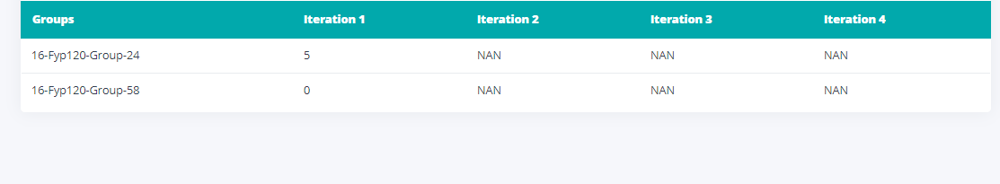 Groups Iteration 1 Iteration 2 Iteration 3 Iteration 4
16-Fyp120-Group-24 5 NAN NAN NAN
16-Fyp120-Group-58 0 NAN NAN NAN